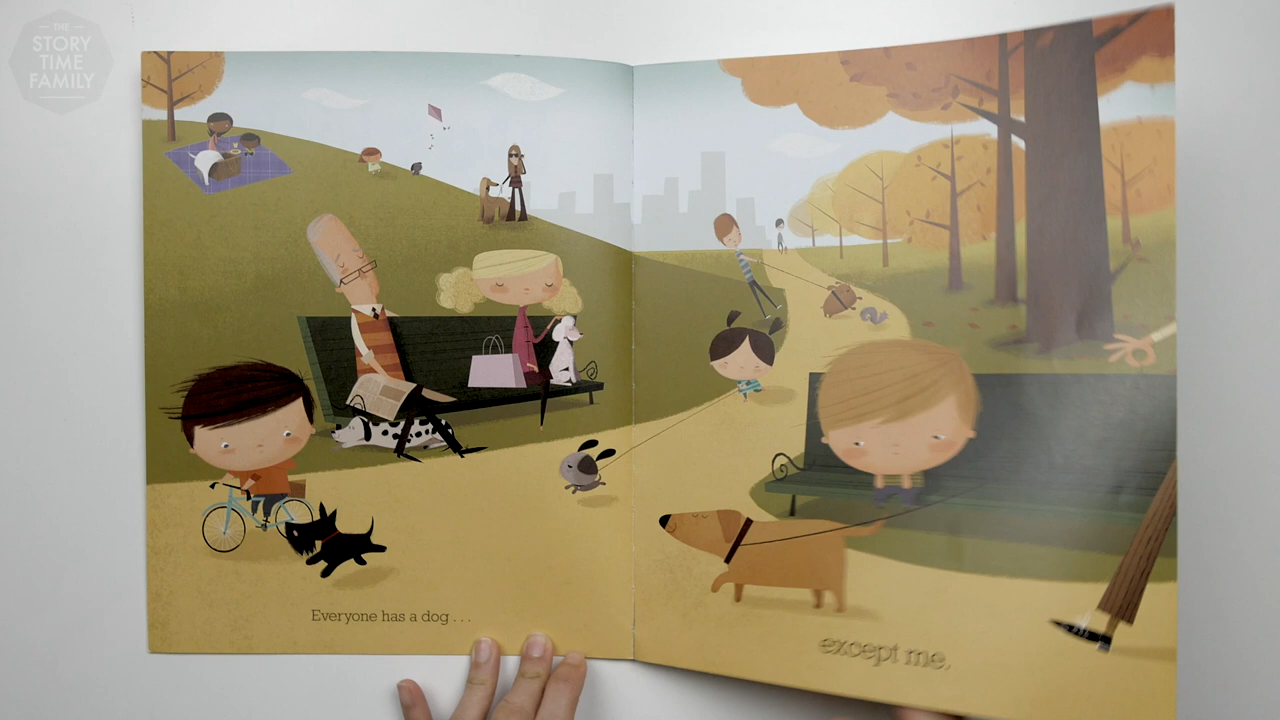 THE
STORY
TIME
FAMILY
Everyone has a dog . . .
except me.